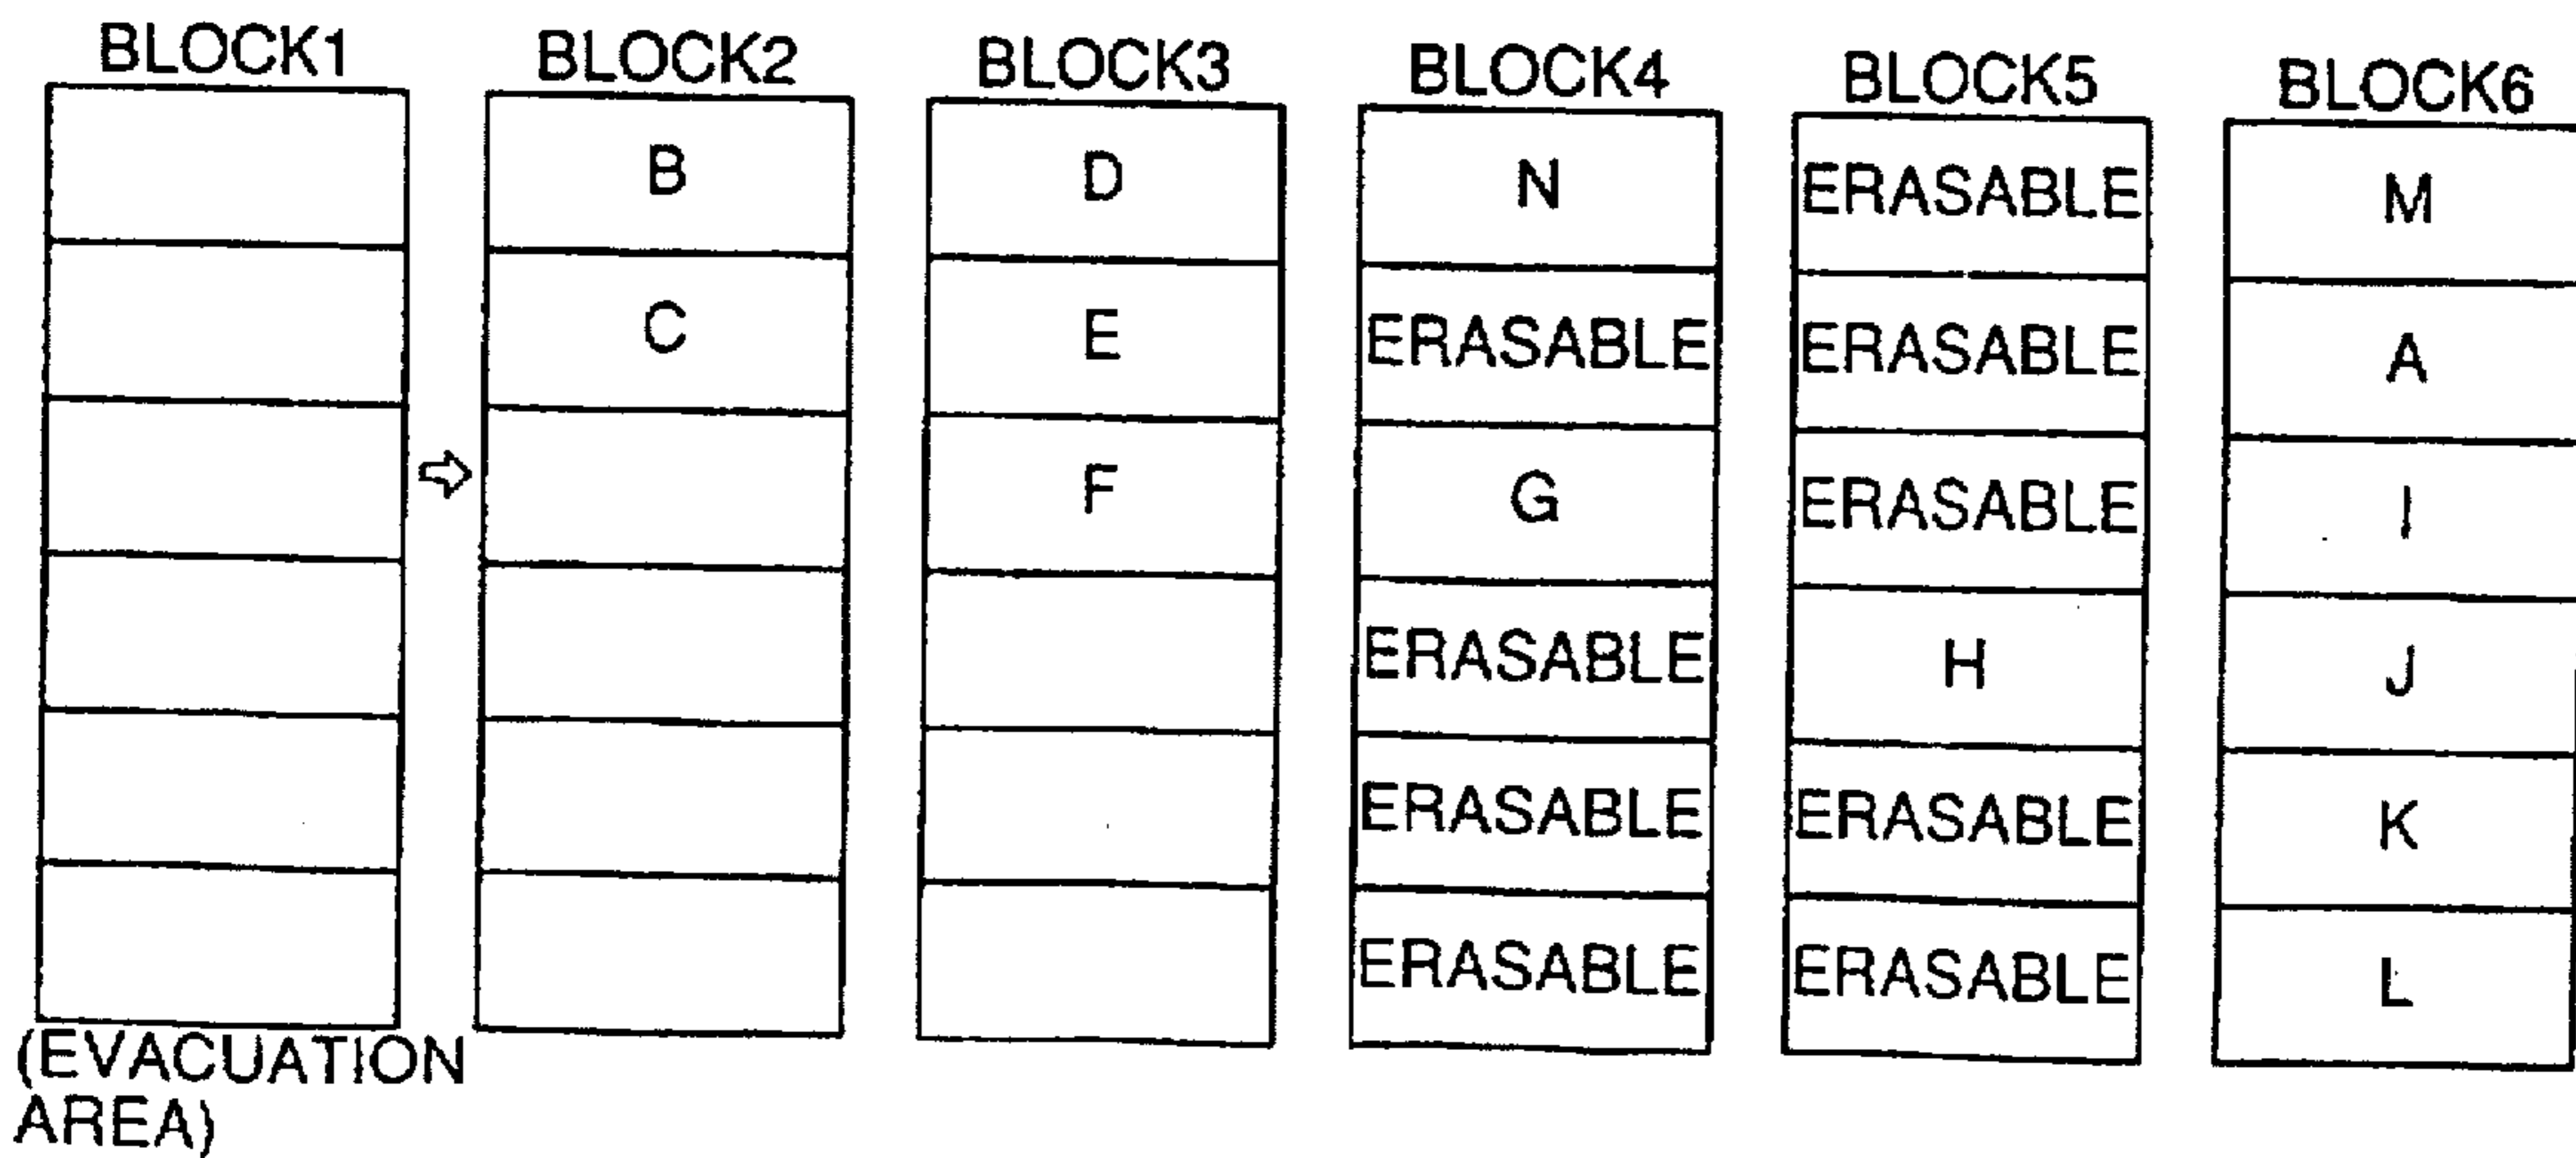 BLOCK1 BLOCK2 BLOCK3 BLOCK4 BLOCK5 BLOCK6
B D N ERASABLE M
C E ERASABLE ERASABLE A
F G ERASABLE I
ERASABLE H J
ERASABLE ERASABLE K
ERASABLE ERASABLE L
(EVACUATION
AREA)